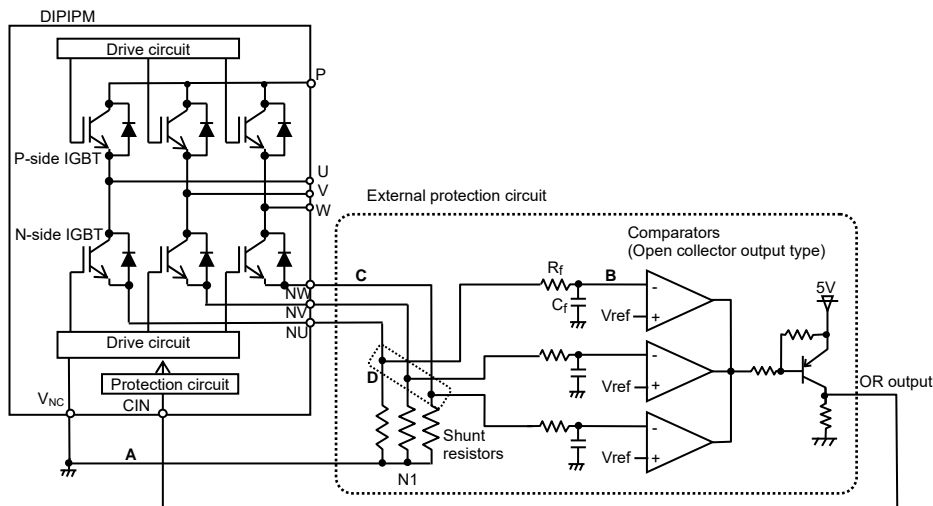 DIPIPM
Drive circuit
P
P-side IGBT
U
V
W
External protection circuit
N-side IGBT
Comparators
(Open collector output type)
C
Rf
B
-
5V
NW
Cf
NV
Vref
+
NU
Drive circuit
-
D
Protection circuit
Vref
+
OR output
VNC
CIN
-
Shunt
resistors
A
Vref
+
N1